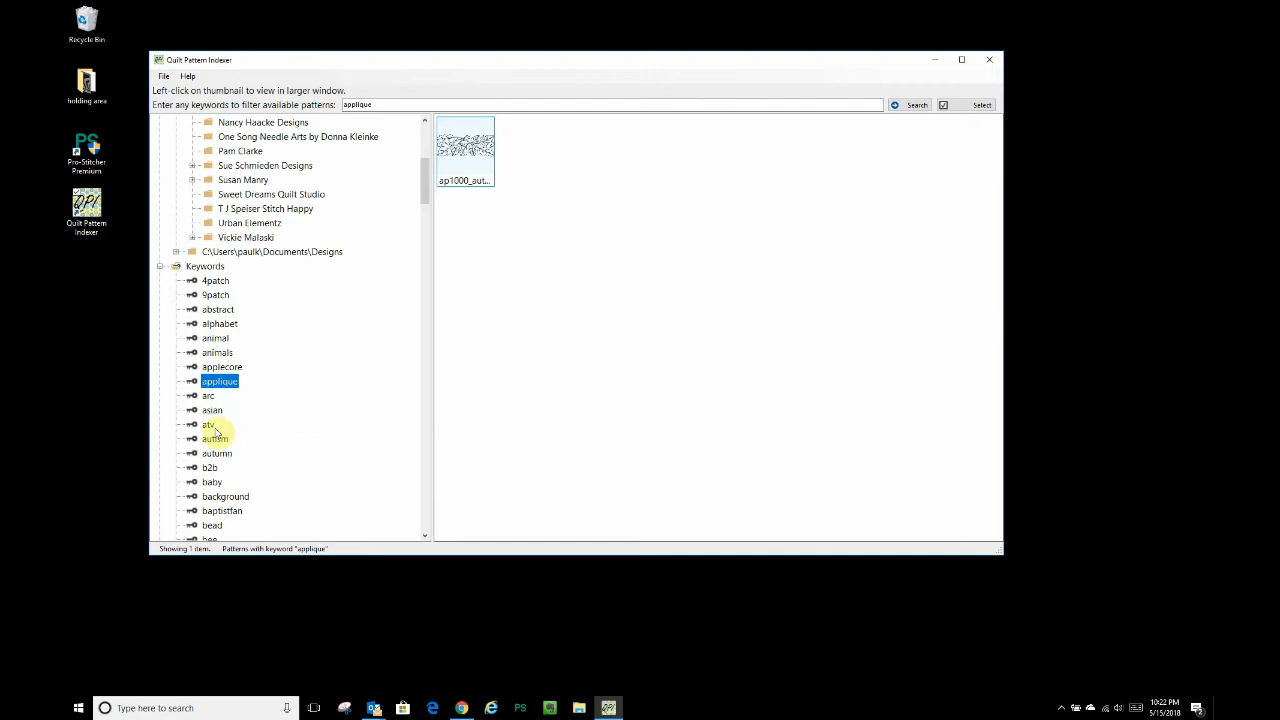 Recycle Bin
holding area
Pro-Stitcher
Premium
QPI
Quilt Pattern
Indexer
Quilt Pattern Indexer
File Help
Left-click on thumbnail to view in larger window.
Enter any keywords to filter available patterns: applique Search Select
Nancy Haacke Designs
One Song Needle Arts by Donna Kleinke
Pam Clarke
Sue Schmieden Designs
Susan Manry
Sweet Dreams Quilt Studio
T J Speiser Stitch Happy
Urban Elementz
Vickie Malaski
C:\Users\paulk\Documents\Designs
Keywords
4patch
9patch
abstract
alphabet
animal
animals
applecore
applique
arc
asian
atv
autism
autumn
b2b
baby
background
baptistfan
bead
bee
ap1000_aut...
Showing 1 item. Patterns with keyword "applique"
Type here to search
10:22 PM
5/15/2018